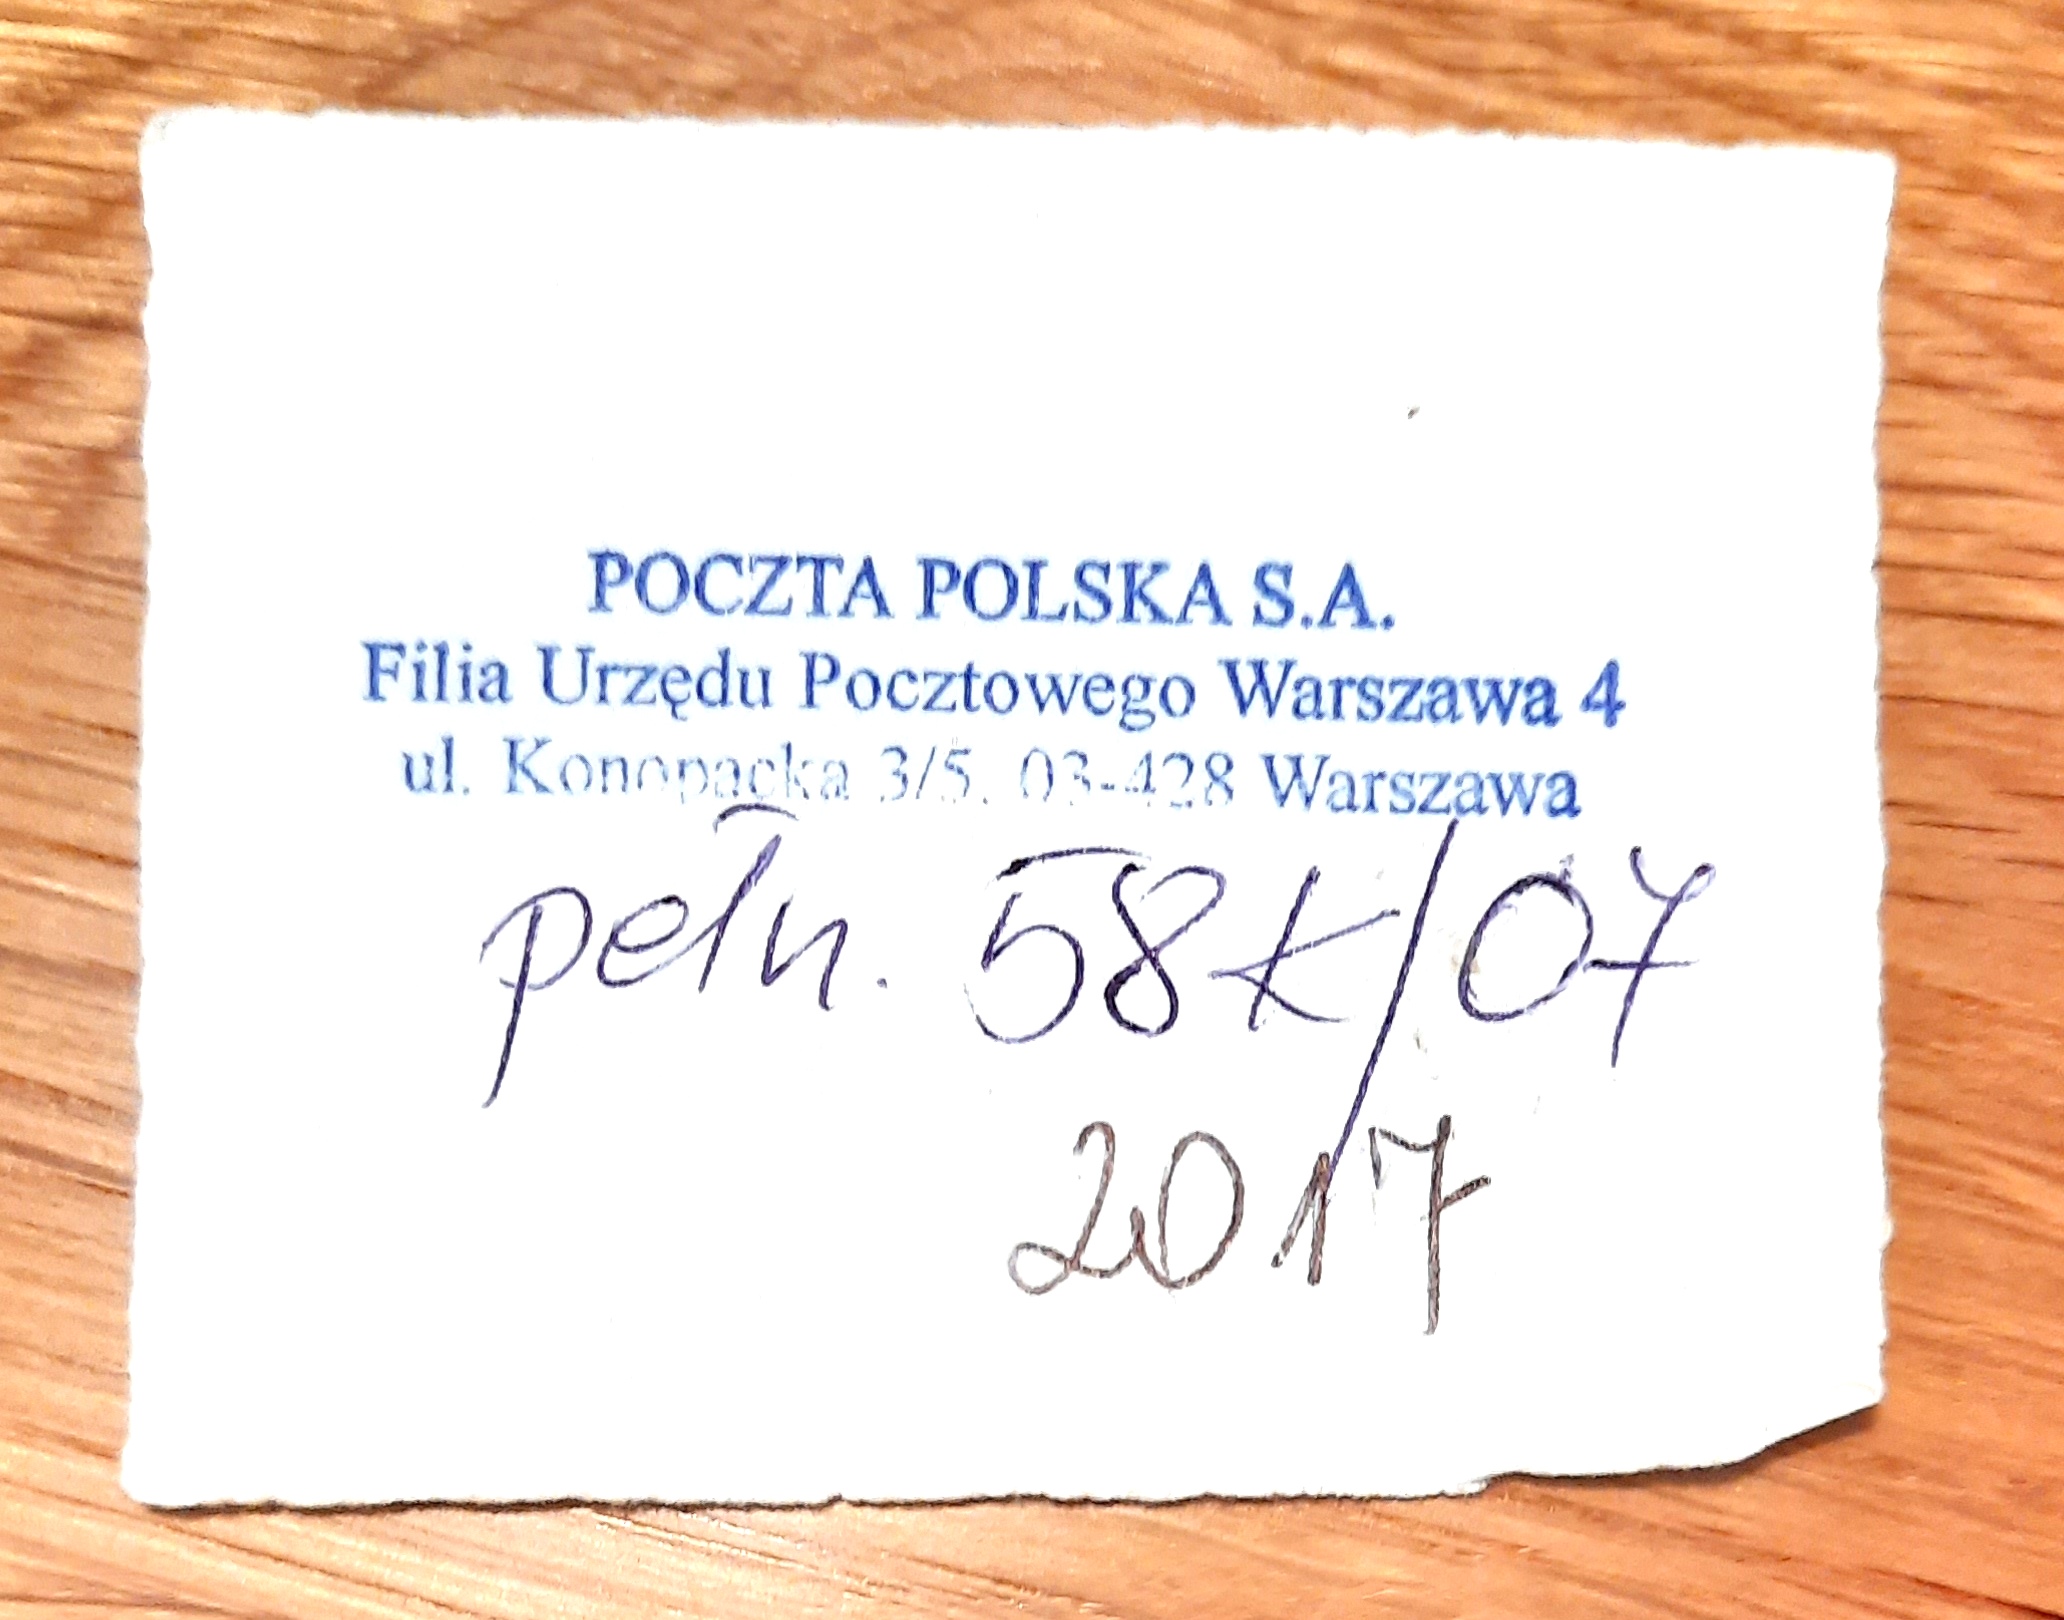 POCZTA POLSKA S.A.
Filia Urzędu Pocztowego Warszawa 4
ul. Konopacka 3/5, 03-428 Warszawa
pełn. 58K/07
2017